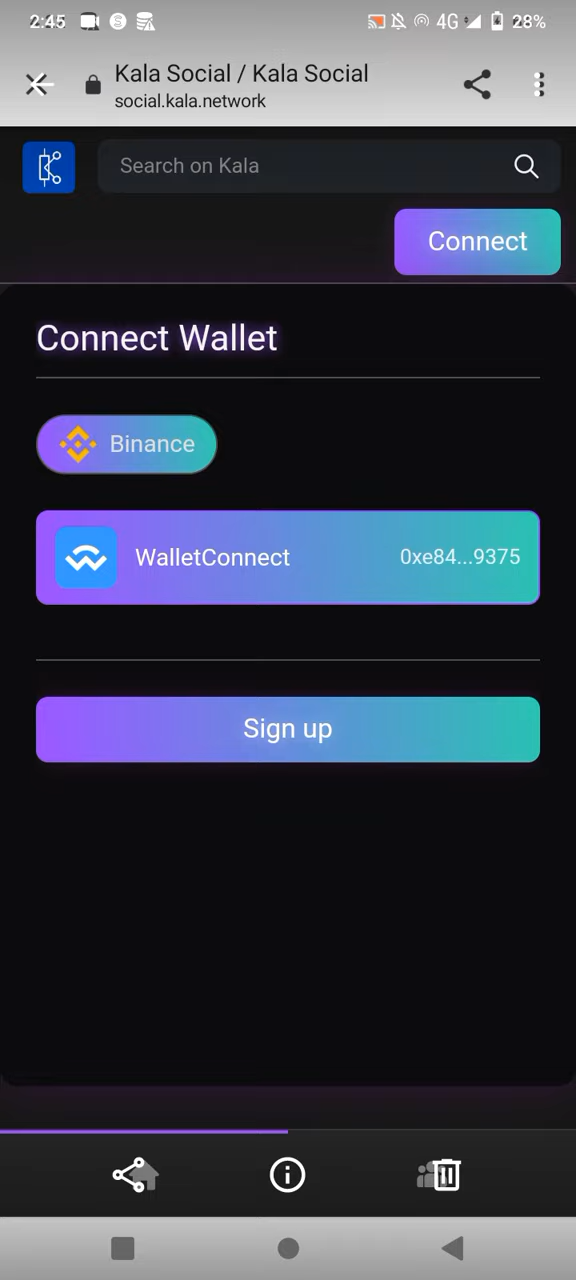 2:45
4G 28%
Kala Social / Kala Social
social.kala.network
Search on Kala
Connect
Connect Wallet
Binance
WalletConnect 0xe84...9375
Sign up